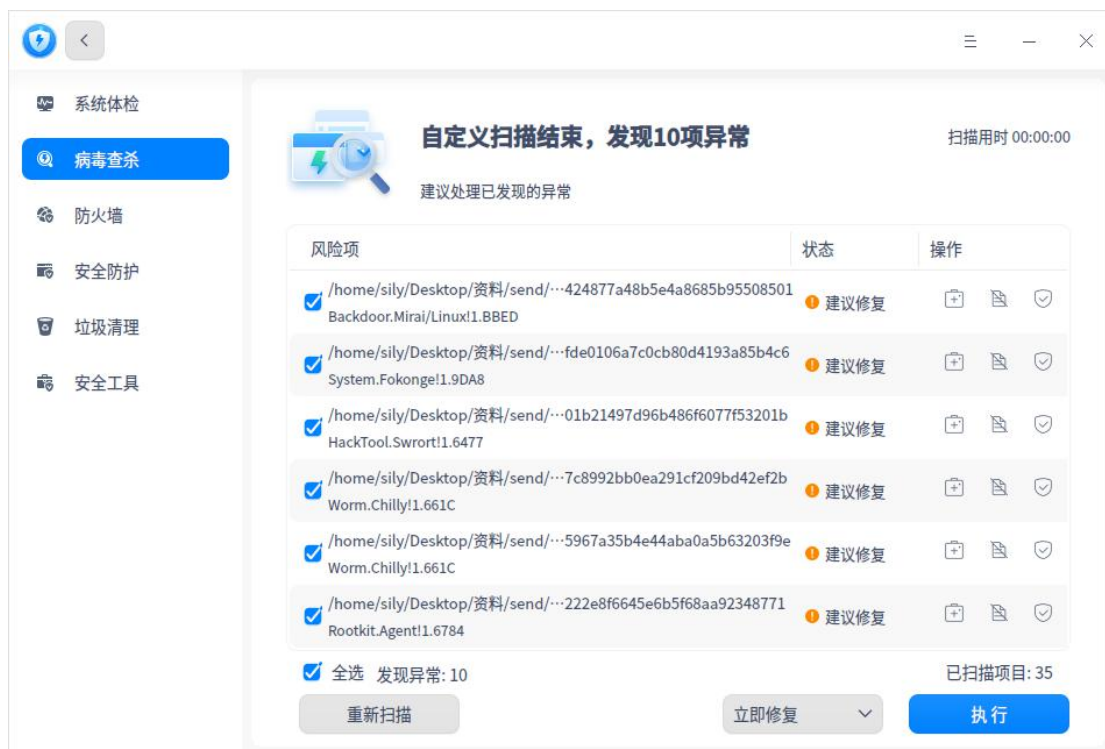 系统体检
病毒查杀
防火墙
安全防护
垃圾清理
安全工具
自定义扫描结束，发现10项异常
扫描用时 00:00:00
建议处理已发现的异常
风险项 状态 操作
/home/sily/Desktop/资料/send/···424877a48b5e4a8685b95508501
建议修复
Backdoor.Mirai/Linux!1.BBED
/home/sily/Desktop/资料/send/···fde0106a7c0cb80d4193a85b4c6
建议修复
System.Fokonge!1.9DA8
/home/sily/Desktop/资料/send/···01b21497d96b486f6077f53201b
建议修复
HackTool.Swrort!1.6477
/home/sily/Desktop/资料/send/···7c8992bb0ea291cf209bd42ef2b
建议修复
Worm.Chilly!1.661C
/home/sily/Desktop/资料/send/···5967a35b4e44aba0a5b63203f9e
建议修复
Worm.Chilly!1.661C
/home/sily/Desktop/资料/send/···222e8f6645e6b5f68aa92348771
建议修复
Rootkit.Agent!1.6784
全选 发现异常: 10 已扫描项目: 35
重新扫描 立即修复 执行